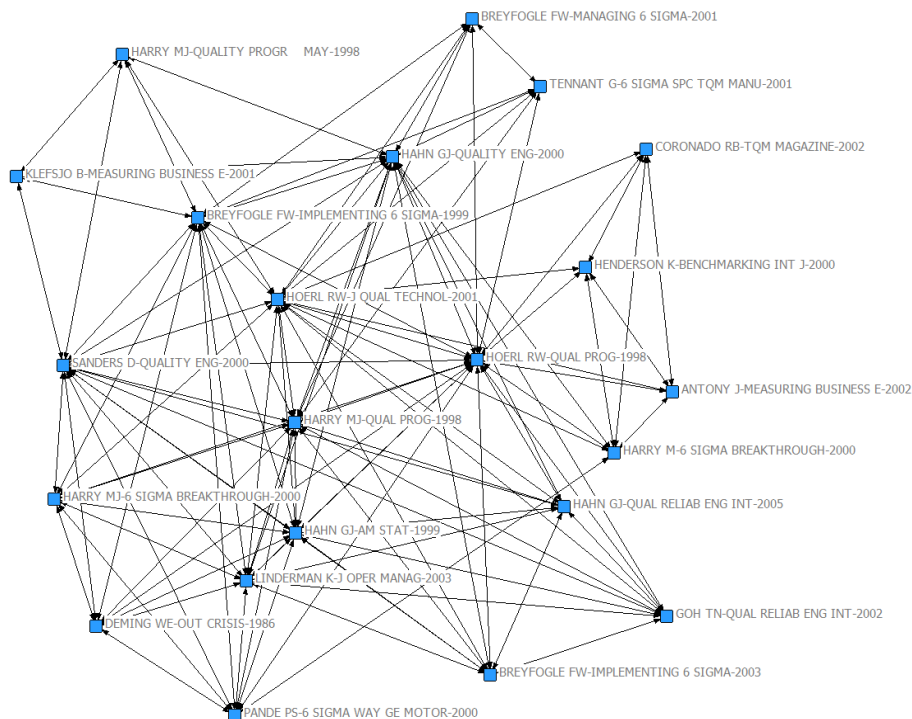 BREYFOGLE FW-MANAGING 6 SIGMA-2001
HARRY MJ-QUALITY PROGR MAY-1998
TENNANT G-6 SIGMA SPC TQM MANU-2001
CORONADO RB-TQM MAGAZINE-2002
HAHN GJ-QUALITY ENG-2000
KLEFSJO B-MEASURING BUSINESS E-2001
BREYFOGLE FW-IMPLEMENTING 6 SIGMA-1999
HENDERSON K-BENCHMARKING INT J-2000
HOERL RW-J QUAL TECHNOL-2001
HOERL RW-QUAL PROG-1998
SANDERS D-QUALITY ENG-2000
ANTONY J-MEASURING BUSINESS E-2002
HARRY MJ-QUAL PROG-1998
HARRY M-6 SIGMA BREAKTHROUGH-2000
HARRY MJ-6 SIGMA BREAKTHROUGH-2000
HAHN GJ-QUAL RELIAB ENG INT-2005
HAHN GJ-AM STAT-1999
LINDERMAN K-J OPER MANAG-2003
GOH TN-QUAL RELIAB ENG INT-2002
DEMING WE-OUT CRISIS-1986
BREYFOGLE FW-IMPLEMENTING 6 SIGMA-2003
PANDE PS-6 SIGMA WAY GE MOTOR-2000